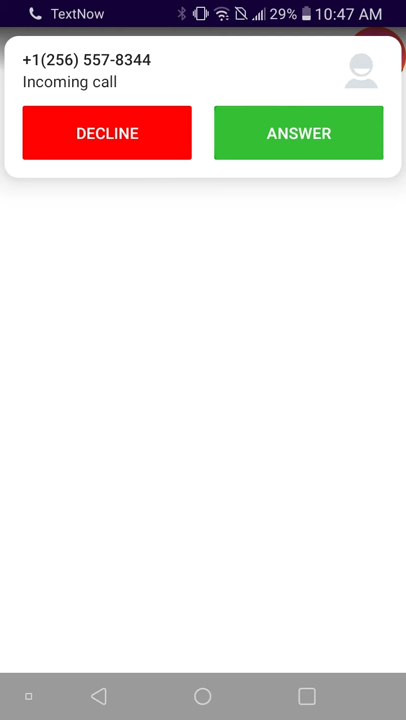 TextNow
29% 10:47 AM
+1(256) 557-8344
Incoming call
DECLINE
ANSWER